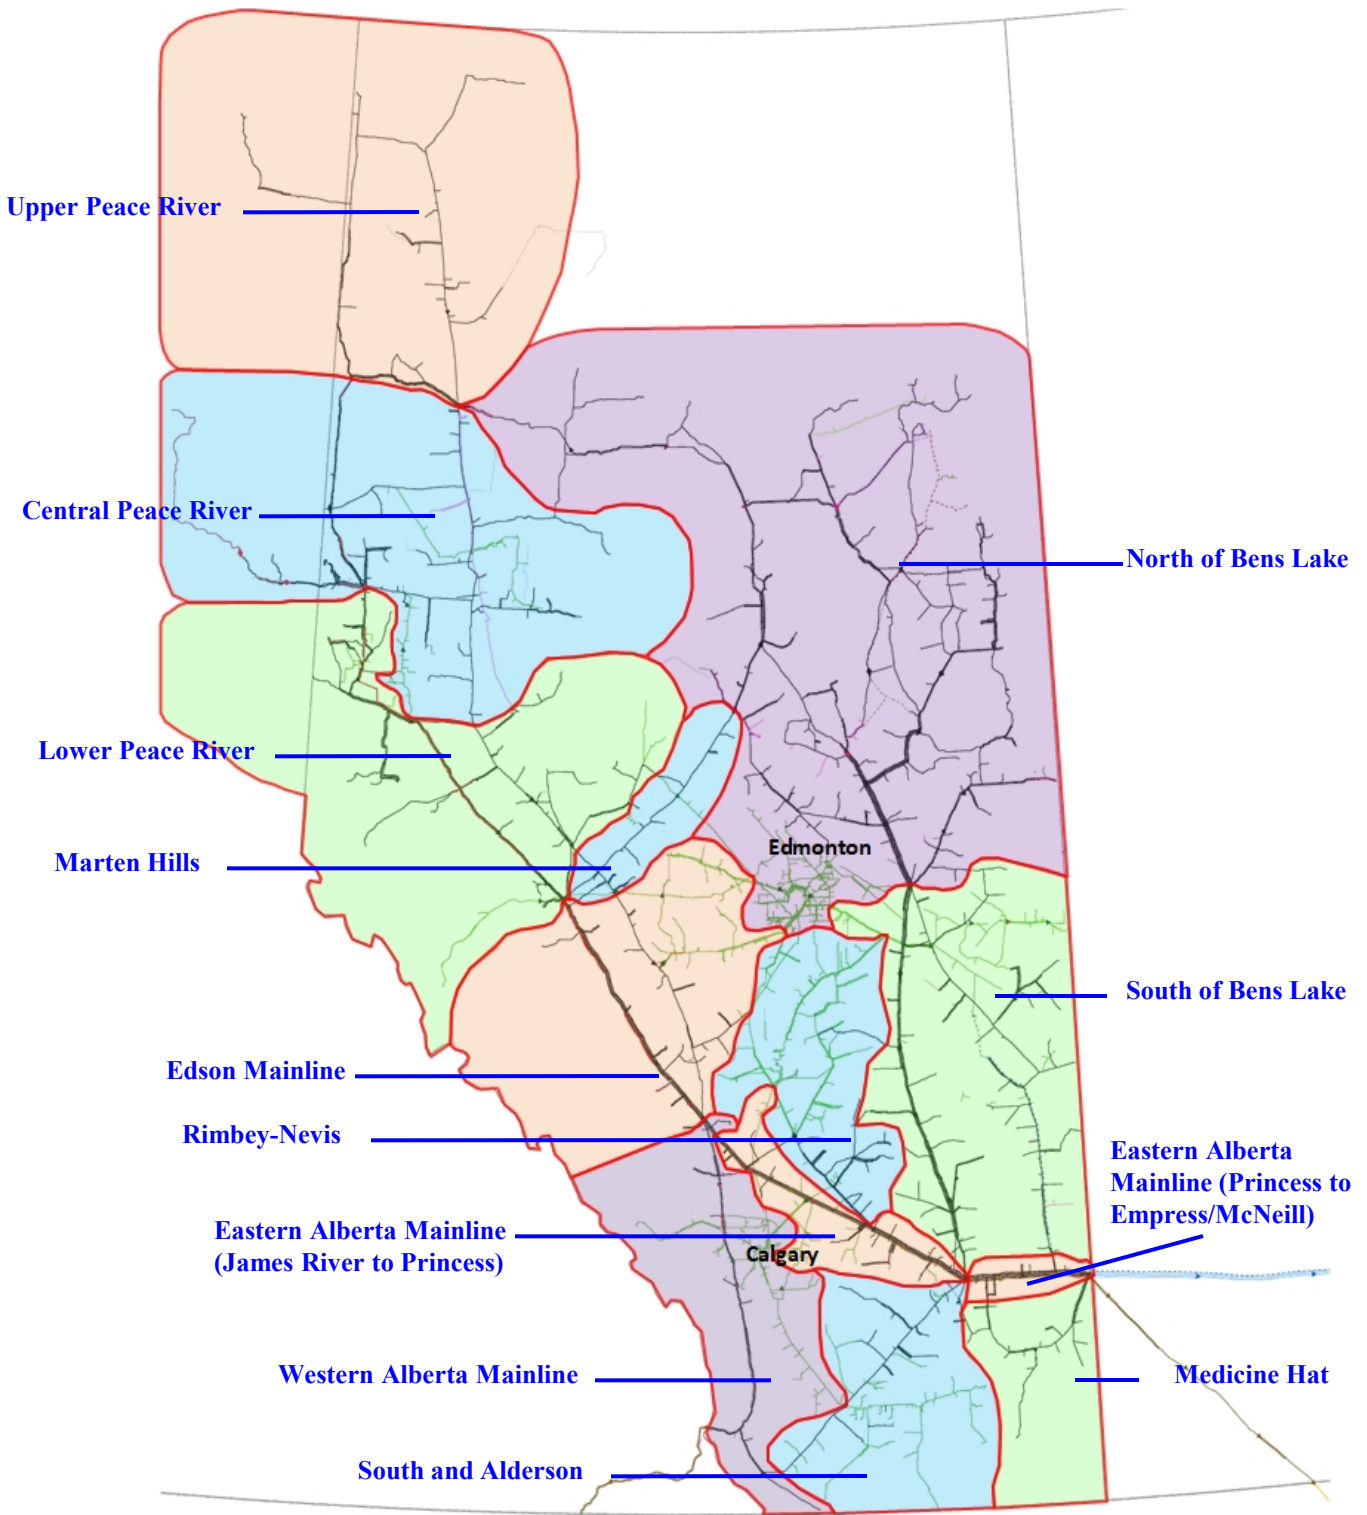 Upper Peace River
Central Peace River
North of Bens Lake
Lower Peace River
Edmonton
Marten Hills
South of Bens Lake
Edson Mainline
Rimbey-Nevis
Eastern Alberta
Mainline (Princess to
Empress/McNeill)
Eastern Alberta Mainline
(James River to Princess)
Calgary
Western Alberta Mainline
Medicine Hat
South and Alderson